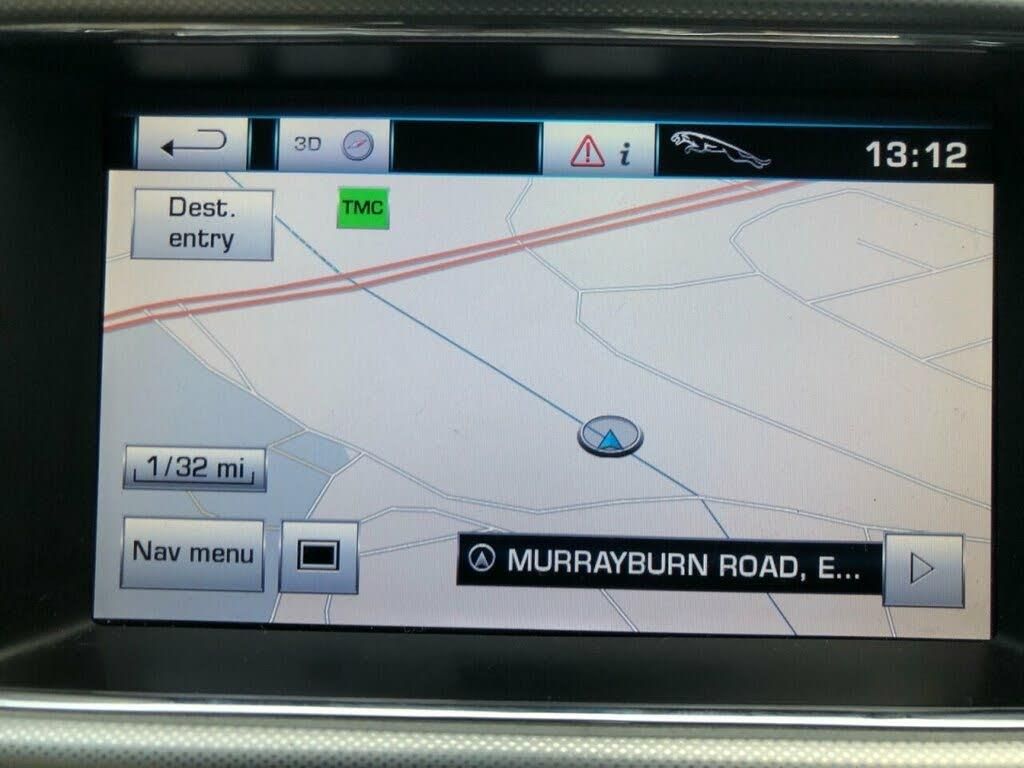 3D
i
13:12
Dest.
entry
TMC
1/32 mi
Nav menu
MURRAYBURN ROAD, E...